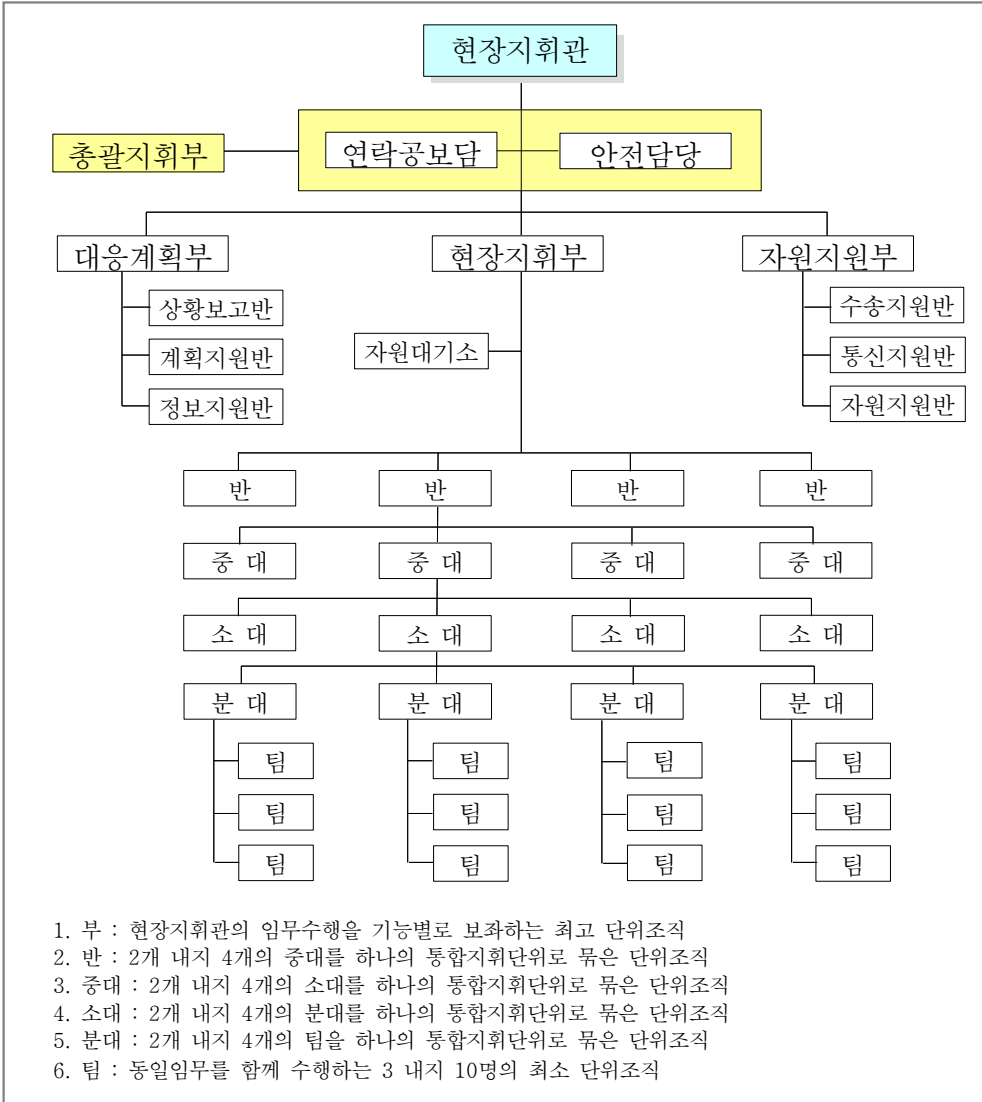 현장지휘관
총괄지휘부
연락공보담
안전담당
대응계획부
현장지휘부
자원지원부
상황보고반
계획지원반
정보지원반
자원대기소
수송지원반
통신지원반
자원지원반
반 반 반 반
중 대 중 대 중 대 중 대
소 대 소 대 소 대 소 대
분 대 분 대 분 대 분 대
팀 팀 팀 팀
팀 팀 팀 팀
팀 팀 팀 팀
1. 부 : 현장지휘관의 임무수행을 기능별로 보좌하는 최고 단위조직
2. 반 : 2개 내지 4개의 중대를 하나의 통합지휘단위로 묶은 단위조직
3. 중대 : 2개 내지 4개의 소대를 하나의 통합지휘단위로 묶은 단위조직
4. 소대 : 2개 내지 4개의 분대를 하나의 통합지휘단위로 묶은 단위조직
5. 분대 : 2개 내지 4개의 팀을 하나의 통합지휘단위로 묶은 단위조직
6. 팀 : 동일임무를 함께 수행하는 3 내지 10명의 최소 단위조직